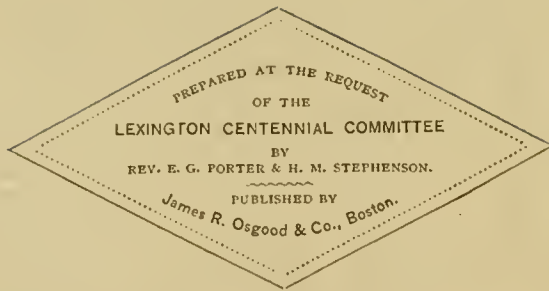 PREPARED AT THE REQUEST
OF THE
LEXINGTON CENTENNIAL COMMITTEE
BY
REV. E. G. PORTER & H. M. STEPHENSON.
PUBLISHED BY
James R. Osgood & Co., Boston.